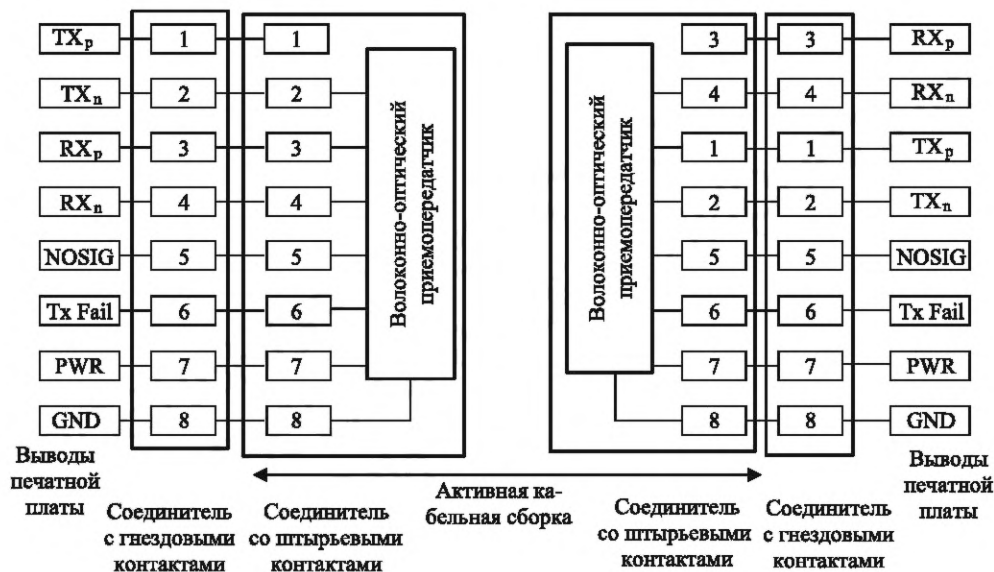 TXp 1 1 3 3 RXp
TXn 2 2 4 4 RXn
RXp 3 3 1 1 TXp
RXn 4 4 2 2 TXn
NOSIG 5 5 5 5 NOSIG
Tx Fail 6 6 6 6 Tx Fail
PWR 7 7 7 7 PWR
GND 8 8 8 8 GND
Волоконно-оптический
приемопередатчик
Волоконно-оптический
приемопередатчик
Выводы
печатной
платы
Соединитель
с гнездовыми
контактами
Соединитель
со штырьевыми
контактами
Активная ка-
бельная сборка
Соединитель
со штырьевыми
контактами
Соединитель
с гнездовыми
контактами
Выводы
печатной
платы